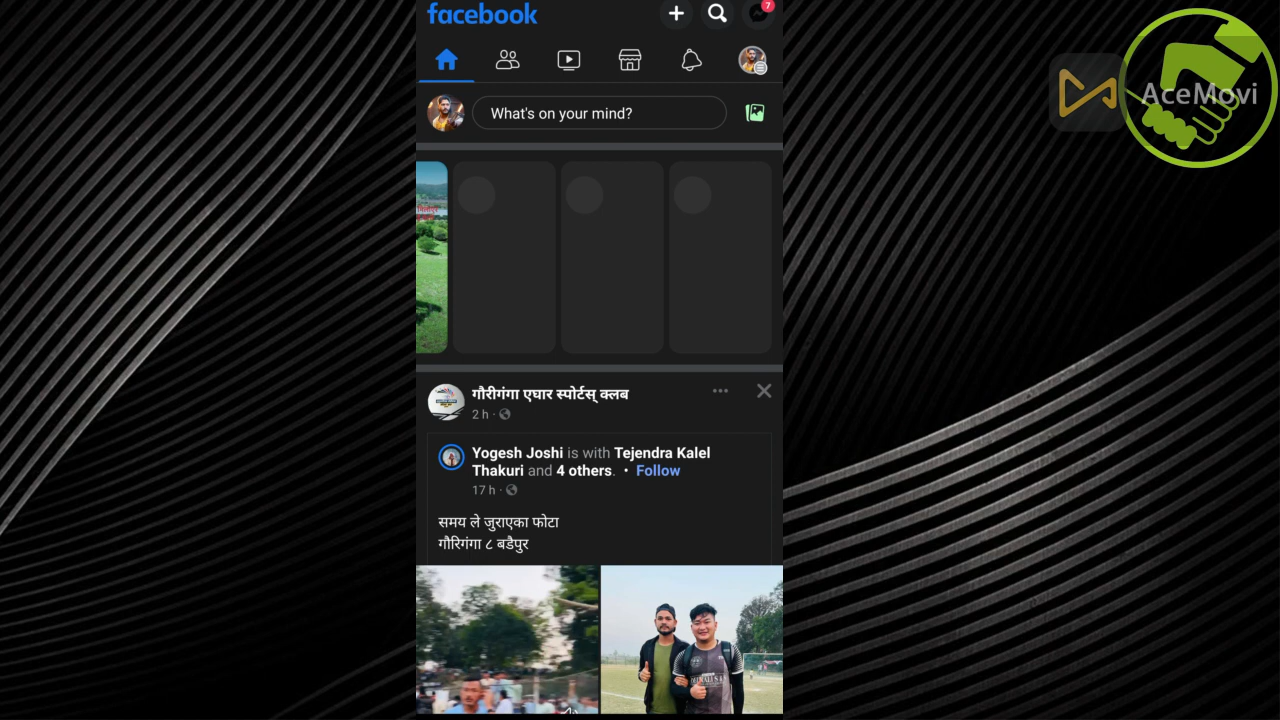 facebook
7
AceMovi
What's on your mind?
गौरीगंगा एघार स्पोर्टस् क्लब
2 h ·
Yogesh Joshi is with Tejendra Kalel
Thakuri and 4 others. • Follow
17 h ·
समय ले जुराएका फोटा
गौरिगंगा ८ बडैपुर